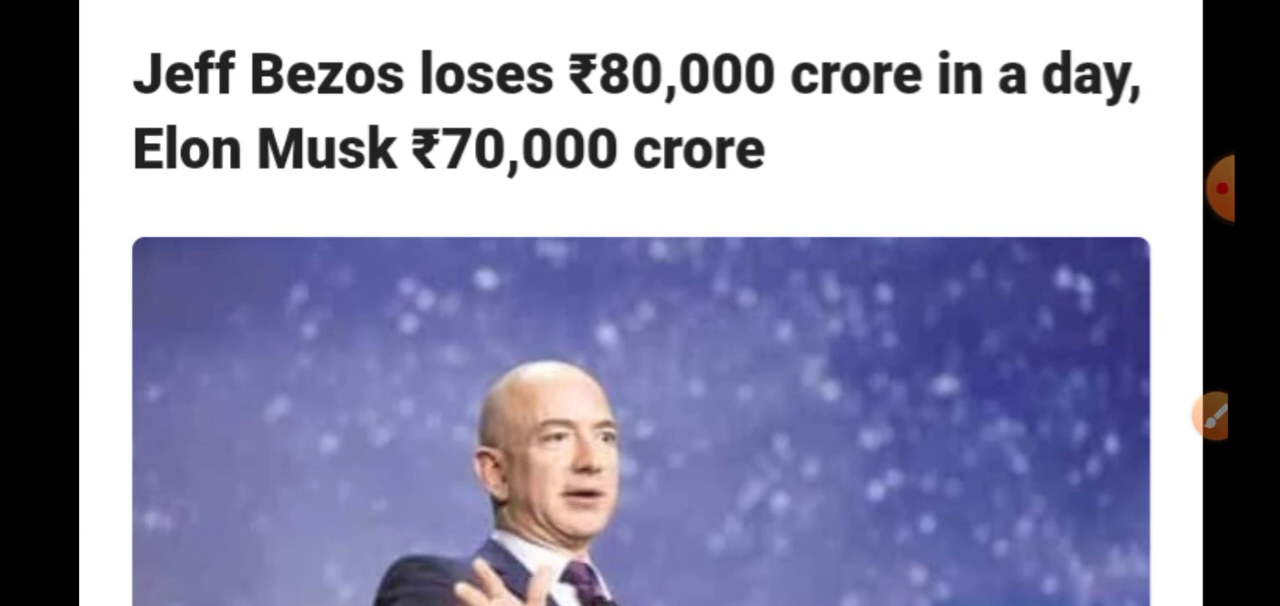 Jeff Bezos loses ₹80,000 crore in a day,
Elon Musk ₹70,000 crore